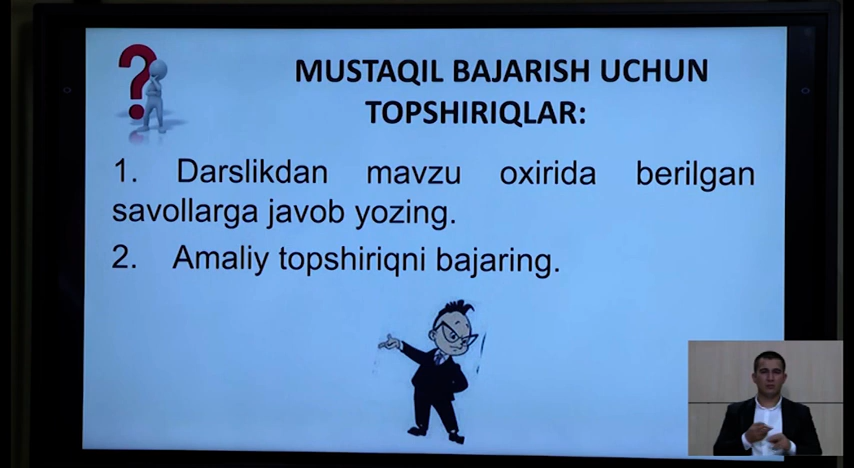 MUSTAQIL BAJARISH UCHUN
TOPSHIRIQLAR:
1. Darslikdan mavzu oxirida berilgan
savollarga javob yozing.
2. Amaliy topshiriqni bajaring.